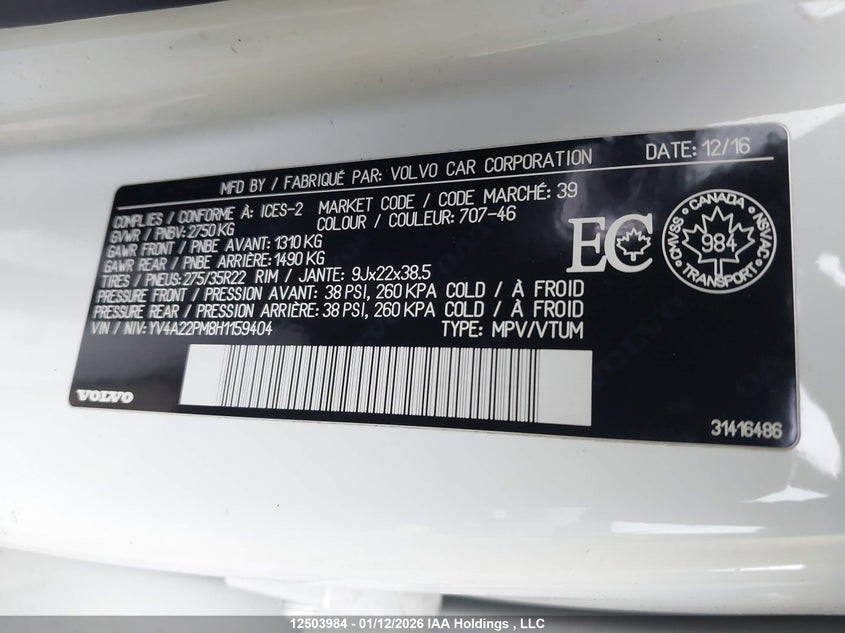 MFD BY / FABRIQUÉ PAR: VOLVO CAR CORPORATION DATE: 12/16
COMPLIES / CONFORME À: ICES-2 MARKET CODE / CODE MARCHÉ: 39
GVWR / PNBV: 2750 KG COLOUR / COULEUR: 707-46
GAWR FRONT / PNBE AVANT: 1310 KG
GAWR REAR / PNBE ARRIÈRE: 1490 KG
TIRES / PNEUS: 275/35R22 RIM / JANTE: 9Jx22x38.5
PRESSURE FRONT / PRESSION AVANT: 38 PSI, 260 KPA COLD / À FROID
PRESSURE REAR / PRESSION ARRIÈRE: 38 PSI, 260 KPA COLD / À FROID
VIN / NIV: YV4A22PM8H1159404 TYPE: MPV/VTUM
EC
CANADA
CMVSS 984 NSVAC
TRANSPORT
VOLVO
31416486
12503984 - 01/12/2026 IAA Holdings , LLC